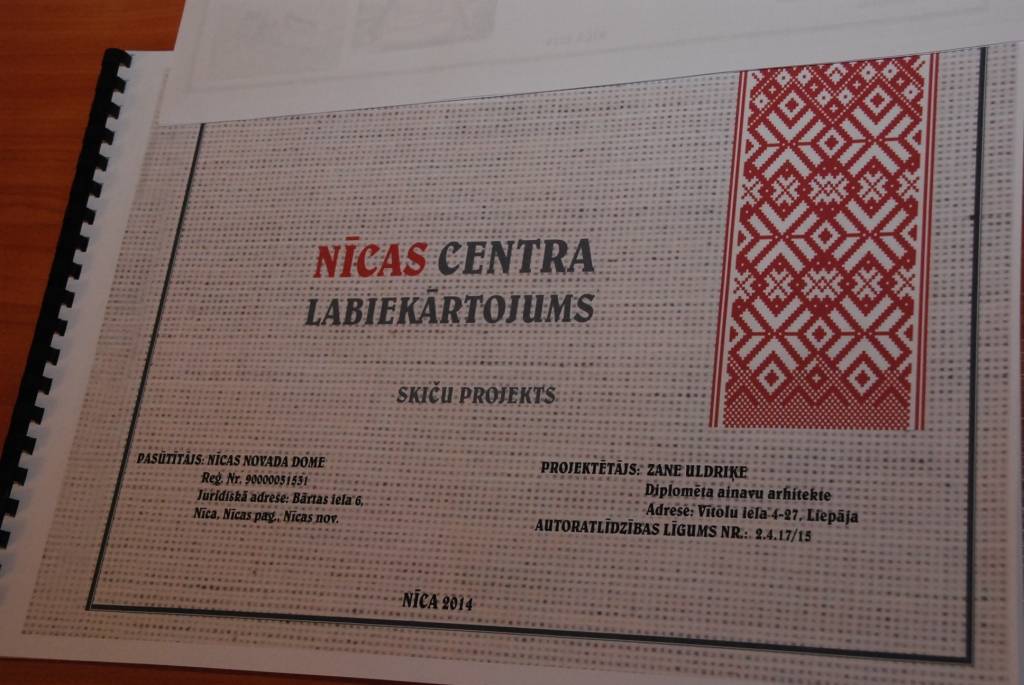 NĪCAS CENTRA
LABIEKĀRTOJUMS
SKIČU PROJEKTS
PASŪTĪTĀJS: NĪCAS NOVADA DOME
Reģ. Nr. 90000031531
Juridiskā adrese: Bārtas iela 6,
Nīca, Nīcas pag., Nīcas nov.
PROJEKTĒTĀJS: ZANE ULDRIĶE
Diplomēta ainavu arhitekte
Adrese: Vītolu iela 4-27, Liepāja
AUTORATLĪDZĪBAS LĪGUMS NR.: 2.4.17/15
NĪCA 2014